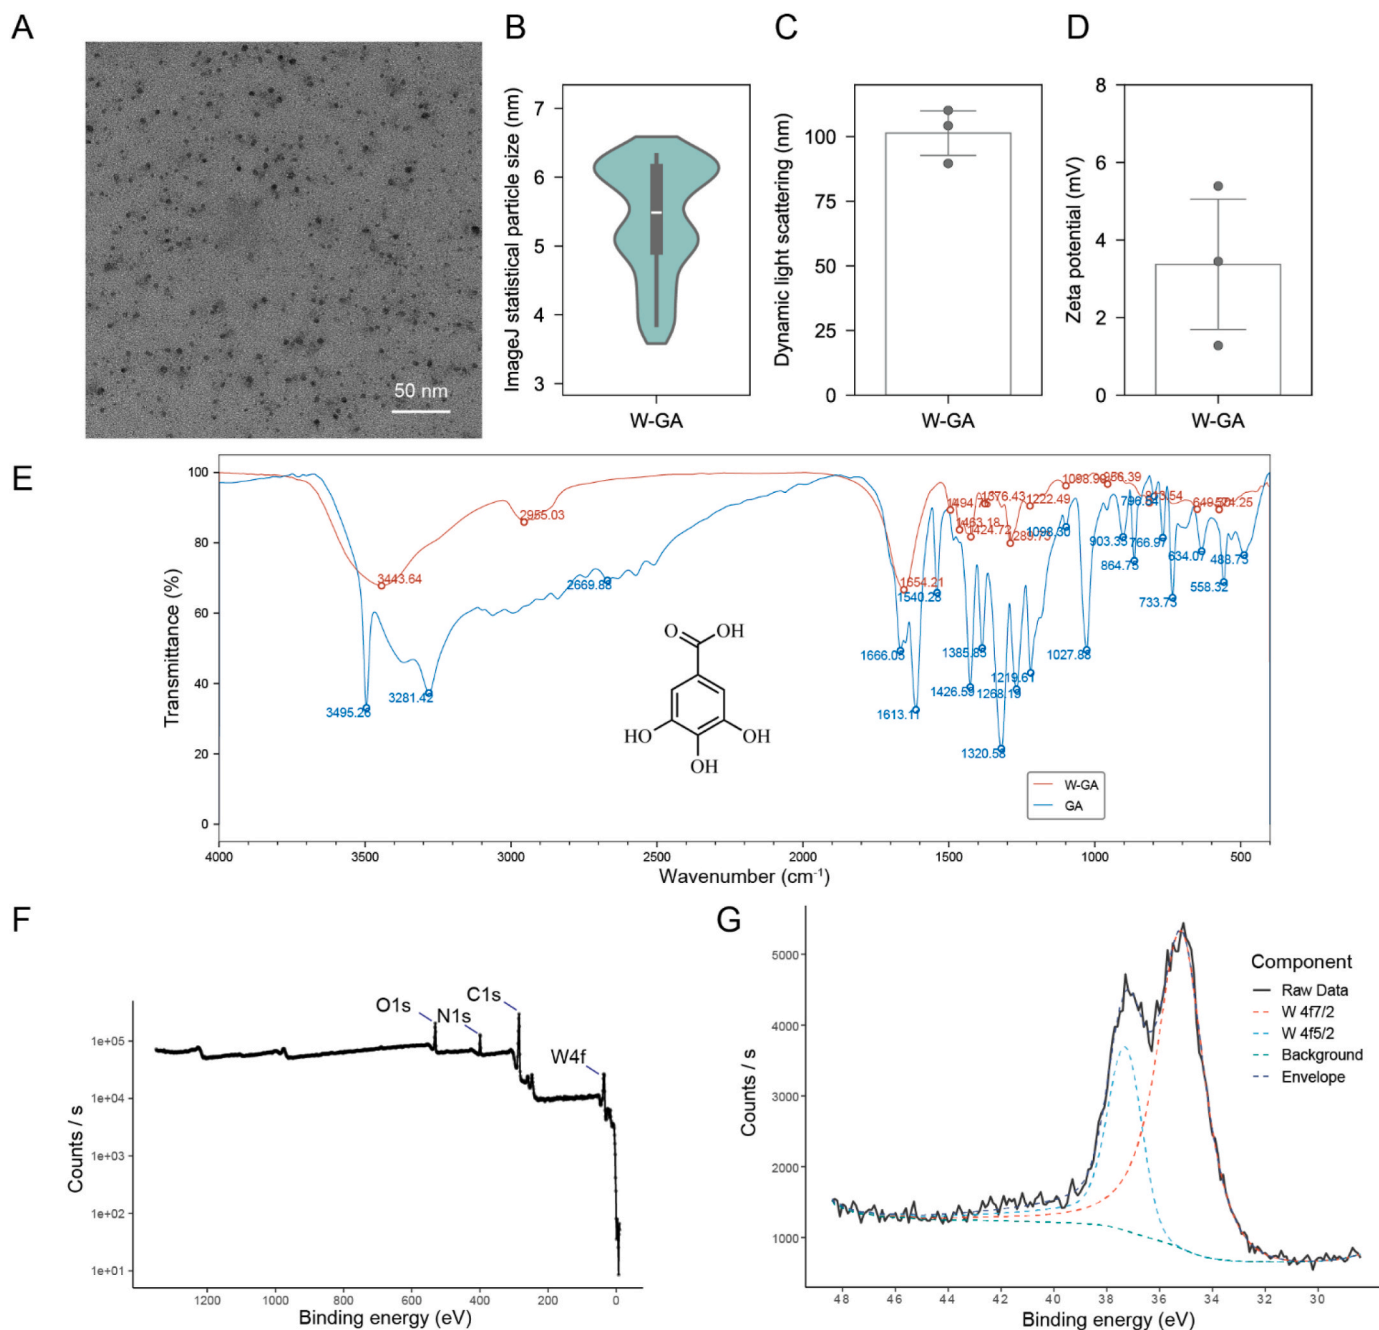 A
50 nm
B
ImageJ statistical particle size (nm)
7
6
5
4
3
W-GA
C
Dynamic light scattering (nm)
100
75
50
25
0
W-GA
D
Zeta potential (mV)
8
6
4
2
0
W-GA
E
Transmittance (%)
100
80
60
40
20
0
3443.64
2955.03
1654.21
1463.18
1424.72
1376.43
1222.49
1289.73
1098.99
3495.26
3281.42
2669.88
1666.05
1613.11
1540.28
1426.59
1385.85
1320.58
1268.19
1219.61
1098.30
1027.88
903.35
864.75
766.97
733.73
634.07
558.32
488.73
O
OH
HO
OH
OH
W-GA
GA
4000 3500 3000 2500 2000 1500 1000 500
Wavenumber (cm⁻¹)
F
Counts / s
1e+05
1e+04
1e+03
1e+02
1e+01
O1s
N1s
C1s
W4f
1200 1000 800 600 400 200 0
Binding energy (eV)
G
Counts / s
5000
4000
3000
2000
1000
Component
Raw Data
W 4f7/2
W 4f5/2
Background
Envelope
48 46 44 42 40 38 36 34 32 30
Binding energy (eV)